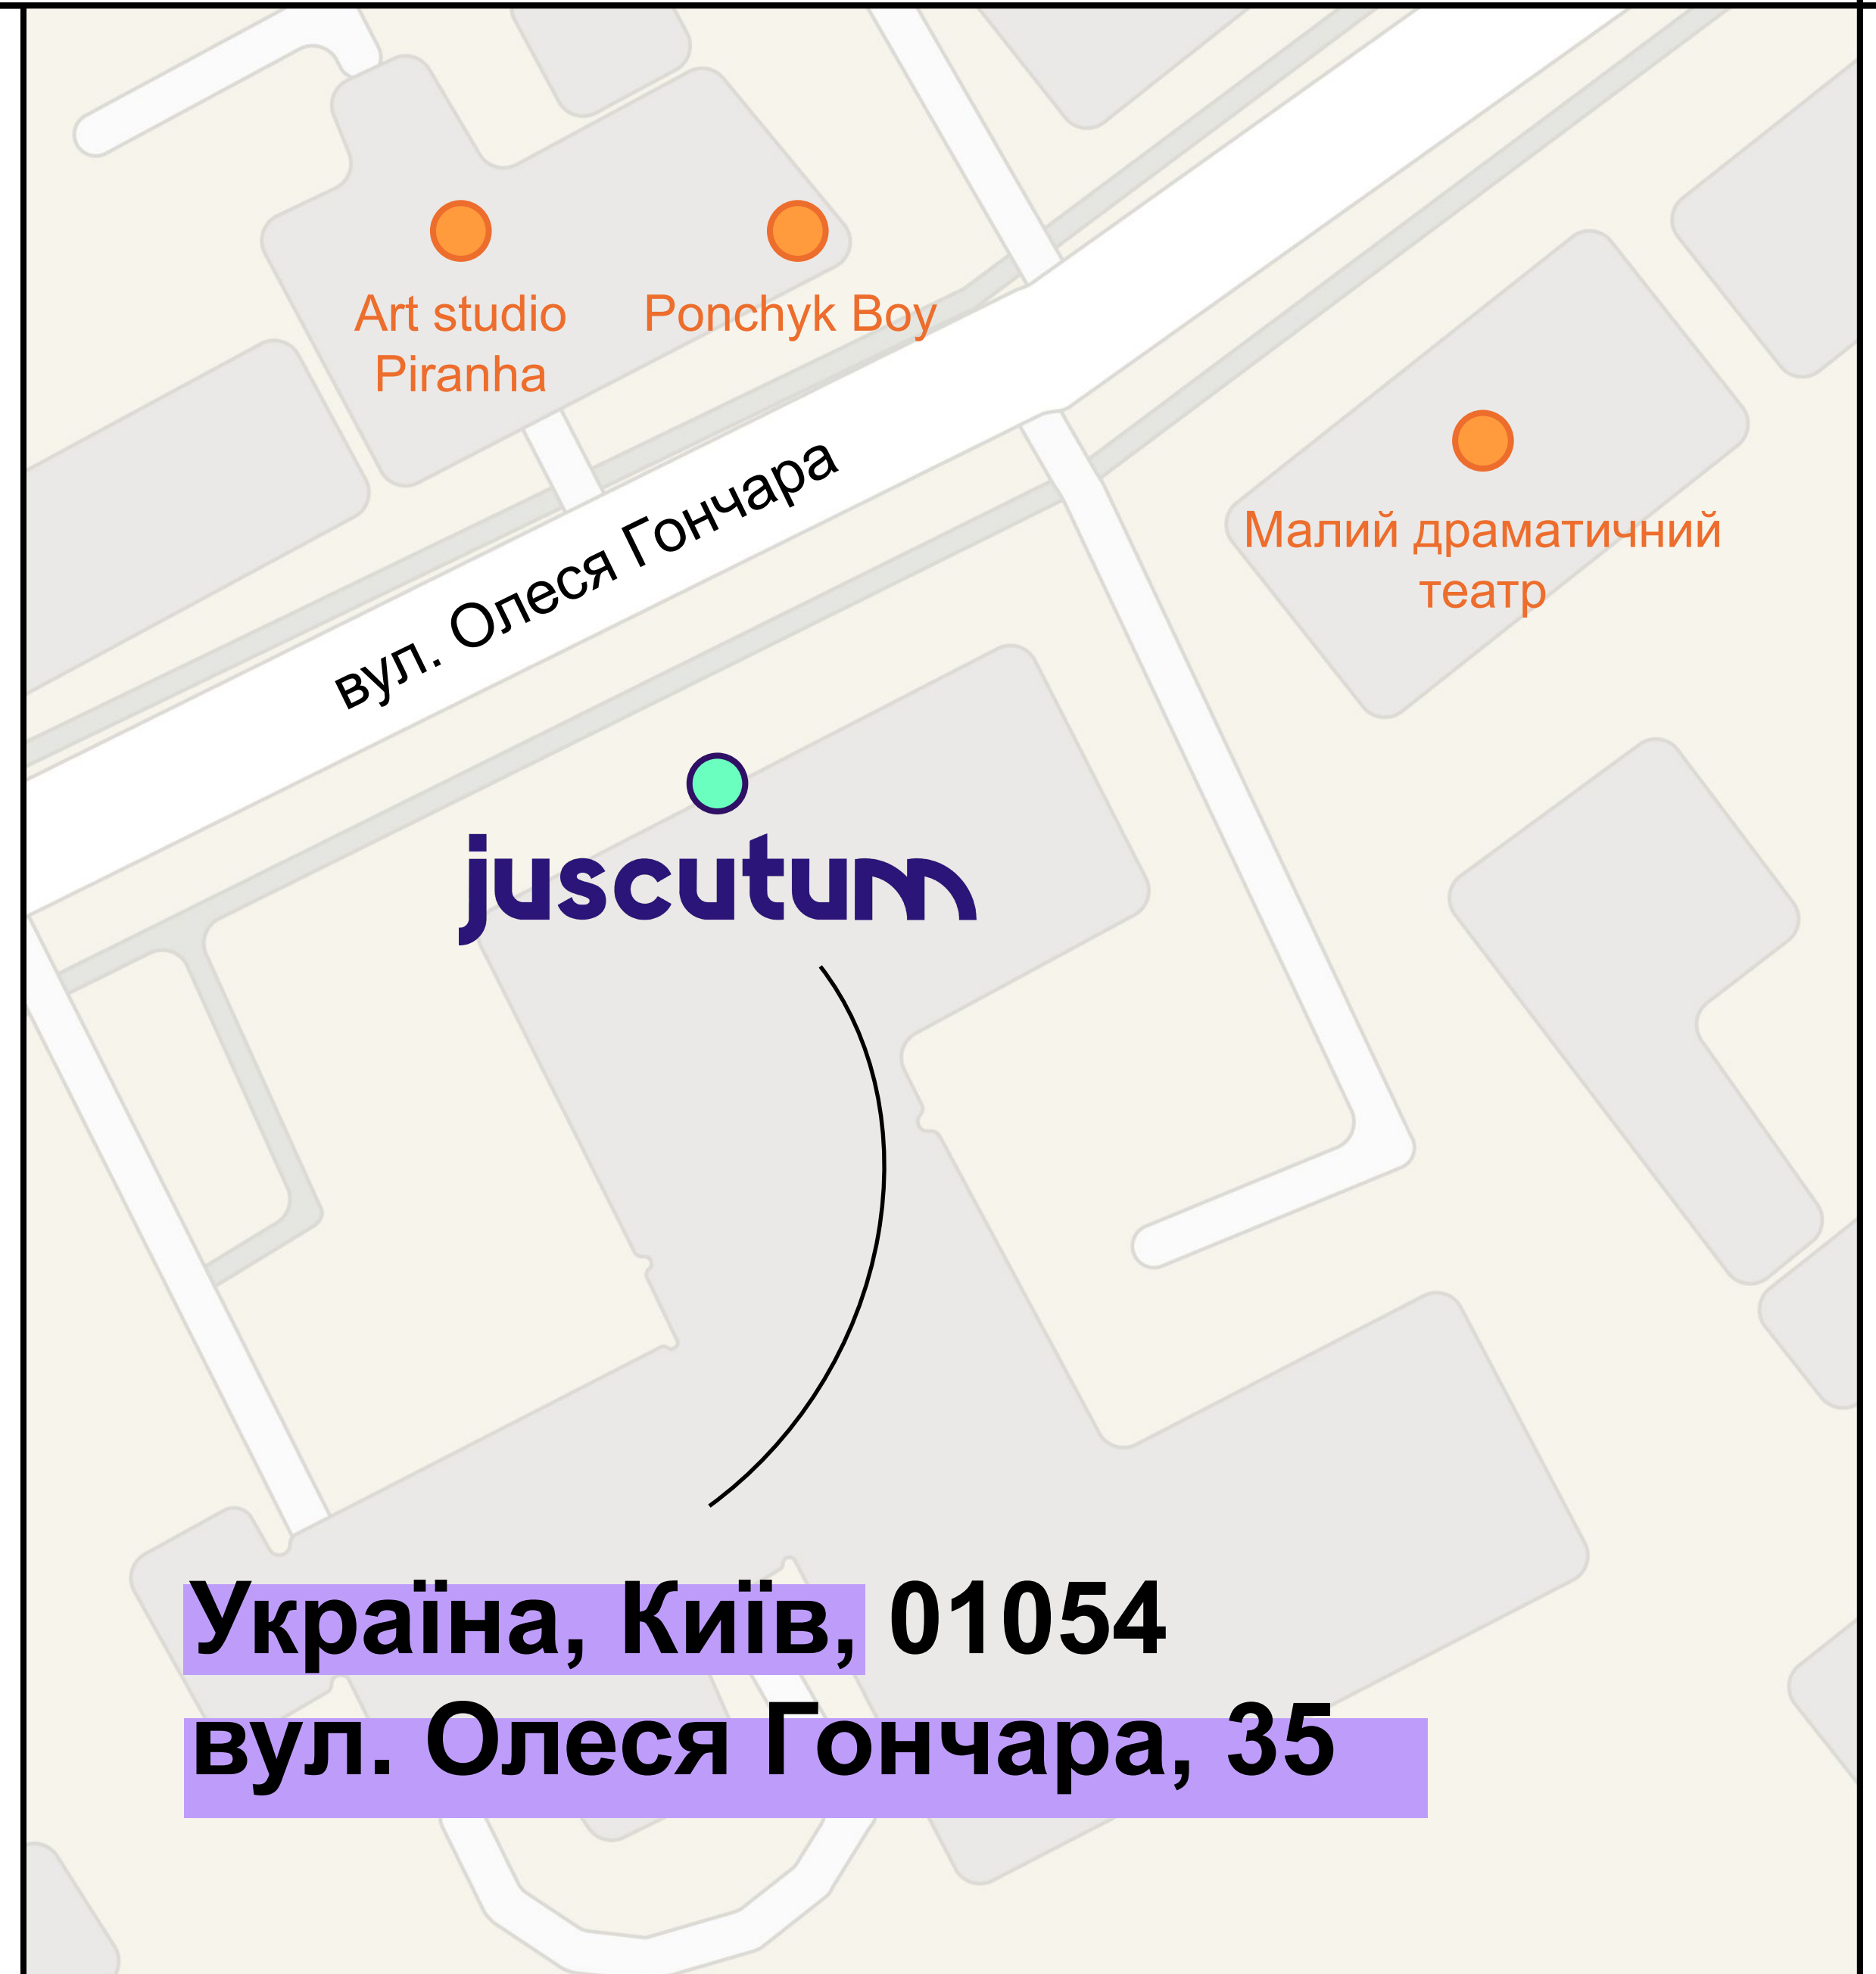 Art studio
Piranha
Ponchyk Boy
Малий драматичний
театр
вул. Олеся Гончара
juscutum
Україна, Київ, 01054
вул. Олеся Гончара, 35